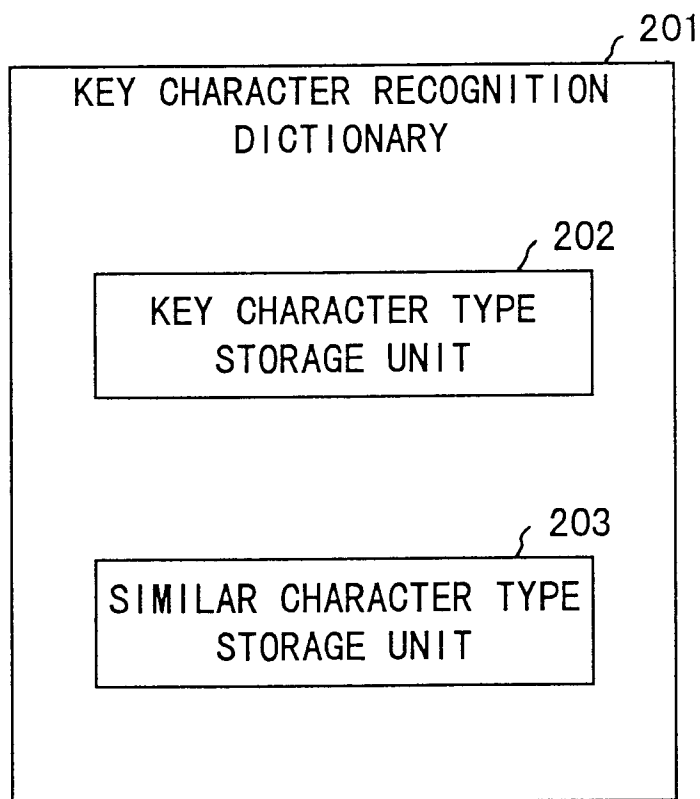 201
KEY CHARACTER RECOGNITION
DICTIONARY
202
KEY CHARACTER TYPE
STORAGE UNIT
203
SIMILAR CHARACTER TYPE
STORAGE UNIT